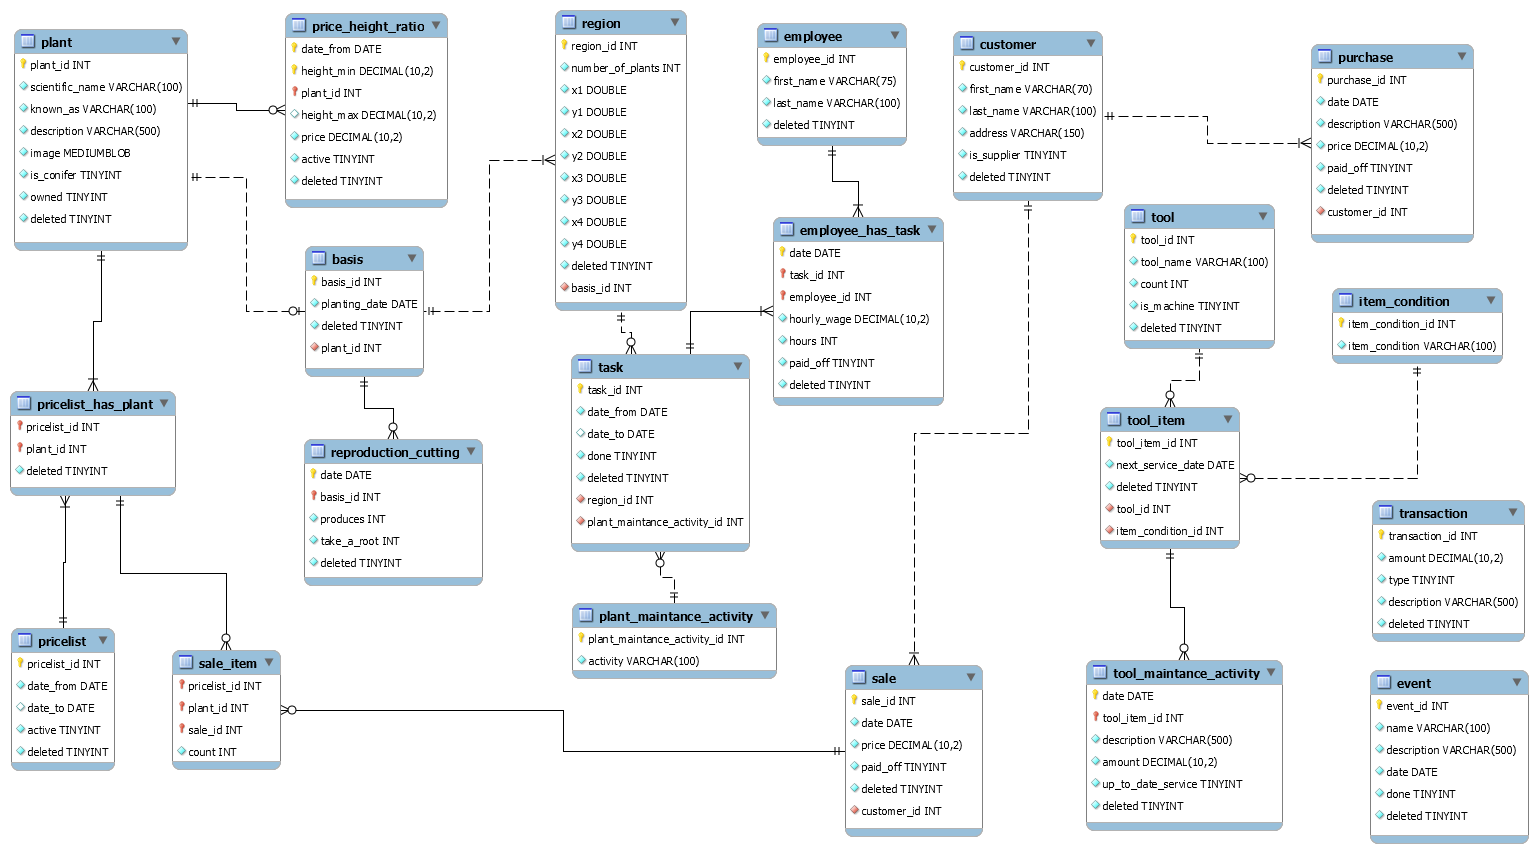 plant
plant_id INT
scientific_name VARCHAR(100)
known_as VARCHAR(100)
description VARCHAR(500)
image MEDIUMBLOB
is_conifer TINYINT
owned TINYINT
deleted TINYINT
price_height_ratio
date_from DATE
height_min DECIMAL(10,2)
plant_id INT
height_max DECIMAL(10,2)
price DECIMAL(10,2)
active TINYINT
deleted TINYINT
region
region_id INT
number_of_plants INT
x1 DOUBLE
y1 DOUBLE
x2 DOUBLE
y2 DOUBLE
x3 DOUBLE
y3 DOUBLE
x4 DOUBLE
y4 DOUBLE
deleted TINYINT
basis_id INT
employee
employee_id INT
first_name VARCHAR(75)
last_name VARCHAR(100)
deleted TINYINT
customer
customer_id INT
first_name VARCHAR(70)
last_name VARCHAR(100)
address VARCHAR(150)
is_supplier TINYINT
deleted TINYINT
purchase
purchase_id INT
date DATE
description VARCHAR(500)
price DECIMAL(10,2)
paid_off TINYINT
deleted TINYINT
customer_id INT
basis
basis_id INT
planting_date DATE
deleted TINYINT
plant_id INT
employee_has_task
date DATE
task_id INT
employee_id INT
hourly_wage DECIMAL(10,2)
hours INT
paid_off TINYINT
deleted TINYINT
tool
tool_id INT
tool_name VARCHAR(100)
count INT
is_machine TINYINT
deleted TINYINT
item_condition
item_condition_id INT
item_condition VARCHAR(100)
pricelist_has_plant
pricelist_id INT
plant_id INT
deleted TINYINT
reproduction_cutting
date DATE
basis_id INT
produces INT
take_a_root INT
deleted TINYINT
task
task_id INT
date_from DATE
date_to DATE
done TINYINT
deleted TINYINT
region_id INT
plant_maintance_activity_id INT
tool_item
tool_item_id INT
next_service_date DATE
deleted TINYINT
tool_id INT
item_condition_id INT
transaction
transaction_id INT
amount DECIMAL(10,2)
type TINYINT
description VARCHAR(500)
deleted TINYINT
pricelist
pricelist_id INT
date_from DATE
date_to DATE
active TINYINT
deleted TINYINT
sale_item
pricelist_id INT
plant_id INT
sale_id INT
count INT
plant_maintance_activity
plant_maintance_activity_id INT
activity VARCHAR(100)
sale
sale_id INT
date DATE
price DECIMAL(10,2)
paid_off TINYINT
deleted TINYINT
customer_id INT
tool_maintance_activity
date DATE
tool_item_id INT
description VARCHAR(500)
amount DECIMAL(10,2)
up_to_date_service TINYINT
deleted TINYINT
event
event_id INT
name VARCHAR(100)
description VARCHAR(500)
date DATE
done TINYINT
deleted TINYINT